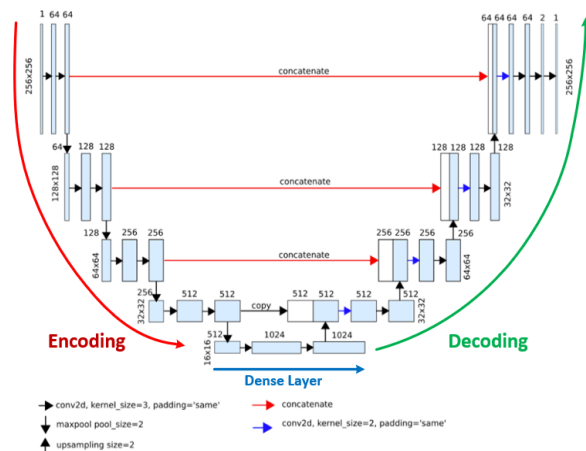 1 64 64
64 64 64 64 2 1
256x256
concatenate
256x256
64 128 128
128 128 128 128
128x128
concatenate
32x32
128 256 256
256 256 256 256
64x64
concatenate
64x64
256 512 512
512 512 512 512
32x32
copy
32x32
512 1024 1024
16x16
Encoding
Decoding
Dense Layer
conv2d, kernel_size=3, padding='same'
concatenate
maxpool pool_size=2
conv2d, kernel_size=2, padding='same'
upsampling size=2